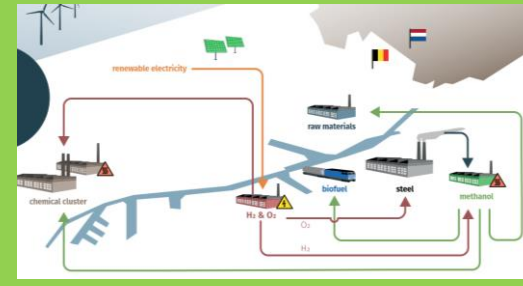 renewable electricity
raw materials
chemical cluster
biofuel
steel
methanol
H₂ & O₂
O₂
H₂